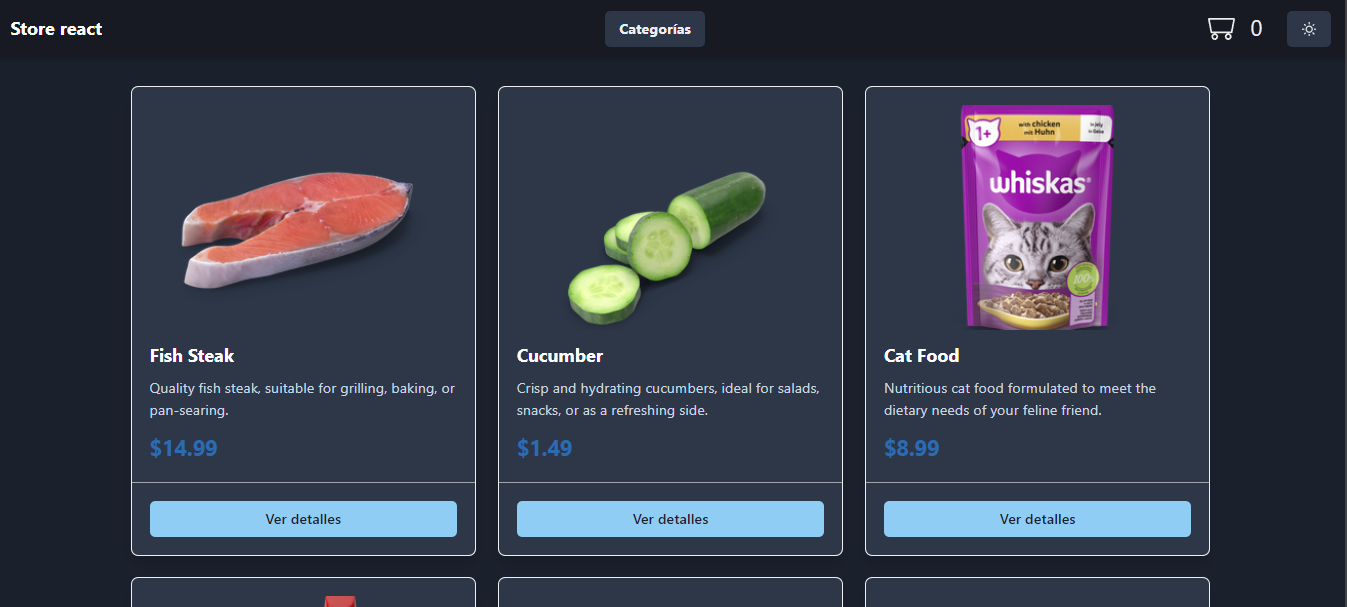 Store react
Categorías
0
1+
with chicken
mit Huhn
in Jelly
in Gelee
whiskas®
100%
Fish Steak
Quality fish steak, suitable for grilling, baking, or
pan-searing.
$14.99
Ver detalles
Cucumber
Crisp and hydrating cucumbers, ideal for salads,
snacks, or as a refreshing side.
$1.49
Ver detalles
Cat Food
Nutritious cat food formulated to meet the
dietary needs of your feline friend.
$8.99
Ver detalles